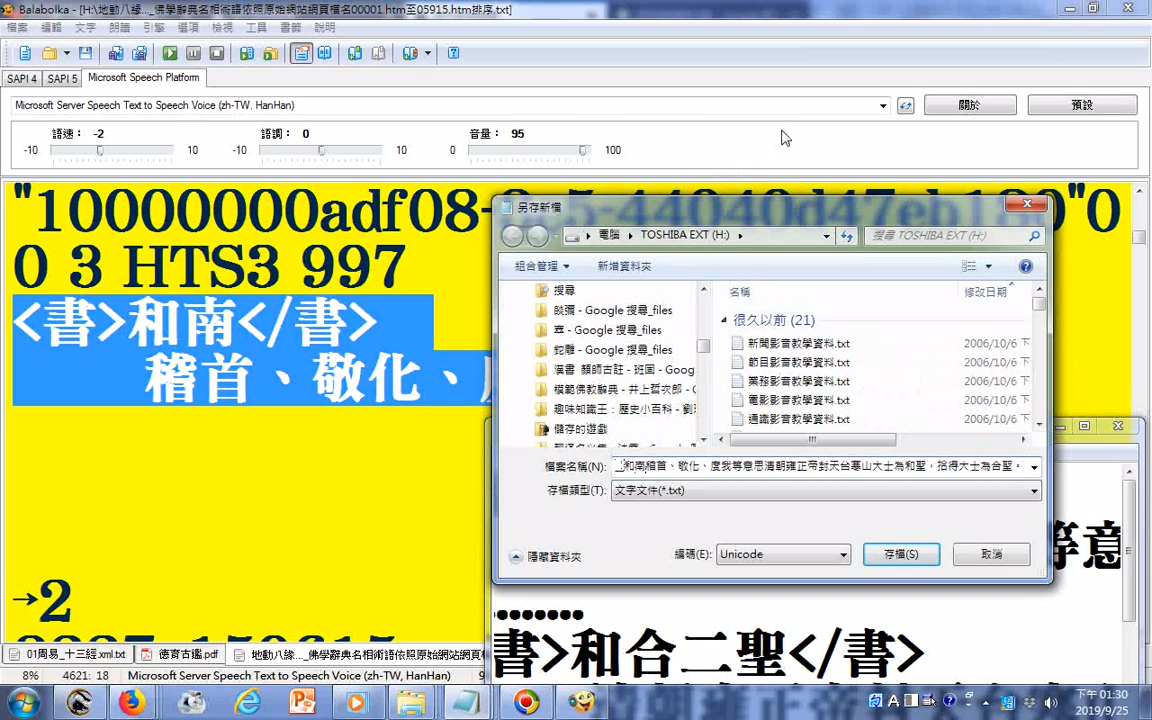 Balabolka - [H:\地動八緣..._佛學辭典名相術語依照原始網站網頁檔名00001.htm至05915.htm排序.txt]
檔案 編輯 文字 朗讀 引擎 選項 檢視 工具 書籤 說明
SAPI 4 SAPI 5 Microsoft Speech Platform
Microsoft Server Speech Text to Speech Voice (zh-TW, HanHan)
關於 預設
語速： -2 語調： 0 音量： 95
-10 10 -10 10 0 100
"10000000adf08-
0 3 HTS3 997
<書>和南</書>
稽首、敬化、
→2
另存新檔
電腦 TOSHIBA EXT (H:)
搜尋 TOSHIBA EXT (H:)
組合管理 新增資料夾
名稱 修改日期
搜尋
燄彌 - Google 搜尋_files
- Google 搜尋_files
蛇雕 - Google 搜尋_files
漢書 顏師古註 - 班固 - Goog
模範佛教辭典 - 井上哲次郎 - G
趣味知識王：歷史小百科 - 劉
儲存的遊戲
很久以前 (21)
新聞影音教學資料.txt 2006/10/6 下
節目影音教學資料.txt 2006/10/6 下
業務影音教學資料.txt 2006/10/6 下
電影影音教學資料.txt 2006/10/6 下
通識影音教學資料.txt 2006/10/6 下
檔案名稱(N): 和南稽首、敬化、度我等意思清朝雍正帝封天台寒山大士為和聖，拾得大士為合聖。
存檔類型(T): 文字文件(*.txt)
隱藏資料夾 編碼(E): Unicode 存檔(S) 取消
等意
書>和合二聖</書>
01周易_十三經.xml.txt 德育古鑑.pdf 地動八緣..._佛學辭典名相術語依照原始網站網頁
8% 4621: 18 Microsoft Server Speech Text to Speech Voice (zh-TW, HanHan)
下午 01:30
2019/9/25